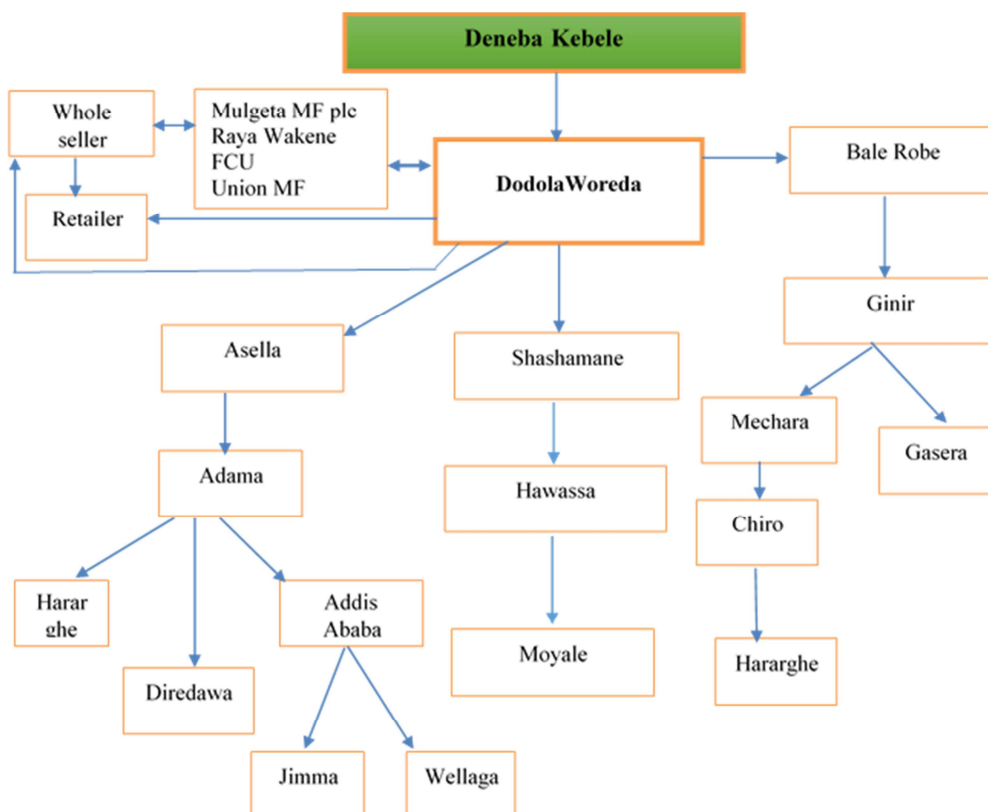 Deneba Kebele
Whole
seller
Mulgeta MF plc
Raya Wakene
FCU
Union MF
DodolaWoreda
Bale Robe
Retailer
Ginir
Asella
Shashamane
Mechara
Gasera
Adama
Hawassa
Chiro
Harar
ghe
Addis
Ababa
Moyale
Hararghe
Diredawa
Jimma
Wellaga